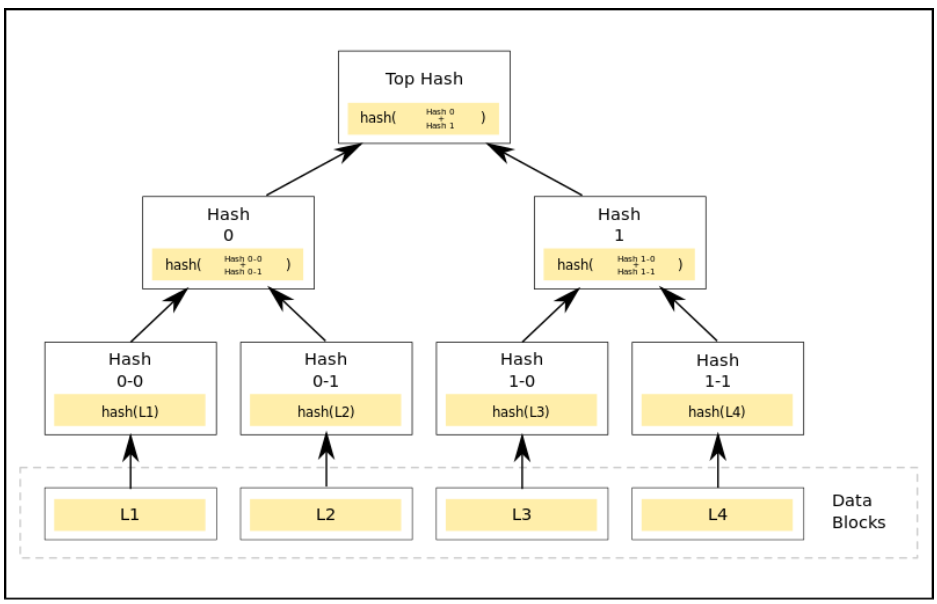 Top Hash
hash( Hash 0 + Hash 1 )
Hash
0
hash( Hash 0-0 + Hash 0-1 )
Hash
1
hash( Hash 1-0 + Hash 1-1 )
Hash
0-0
hash(L1)
Hash
0-1
hash(L2)
Hash
1-0
hash(L3)
Hash
1-1
hash(L4)
L1
L2
L3
L4
Data
Blocks